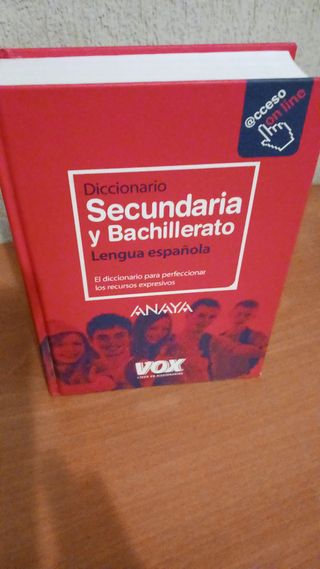 @cceso
on line
Diccionario
Secundaria
y Bachillerato
Lengua española
El diccionario para perfeccionar
los recursos expresivos
ANAYA
VOX